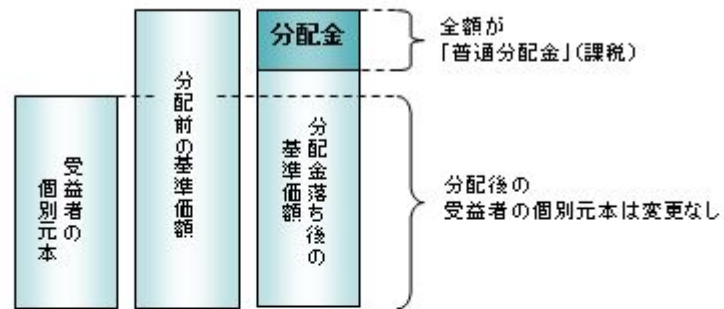 受益者の
個別元本
分配前の基準価額
分配金
分配金落ち後の
基準価額
全額が
「普通分配金」(課税)
分配後の
受益者の個別元本は変更なし